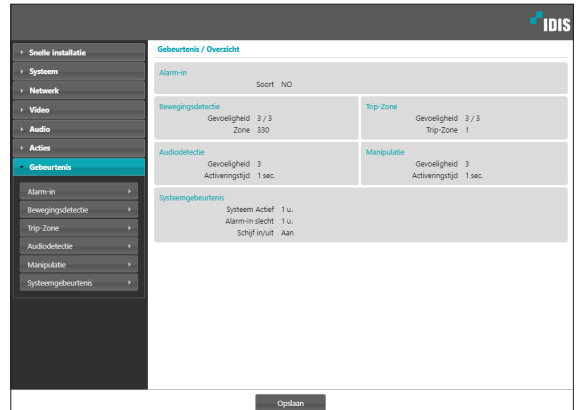 IDIS
Snelle installatie
Systeem
Netwerk
Video
Audio
Acties
Gebeurtenis
Alarm-in
Bewegingsdetectie
Trip-Zone
Audiodetectie
Manipulatie
Systeemgebeurtenis
Gebeurtenis / Overzicht
Alarm-in
Soort NO
Bewegingsdetectie
Gevoeligheid 3 / 3
Zone 330
Trip-Zone
Gevoeligheid 3 / 3
Trip-Zone 1
Audiodetectie
Gevoeligheid 3
Activeringstijd 1 sec.
Manipulatie
Gevoeligheid 3
Activeringstijd 1 sec.
Systeemgebeurtenis
Systeem Actief 1 u.
Alarm-In slecht 1 u.
Schijf in/uit Aan
Opslaan